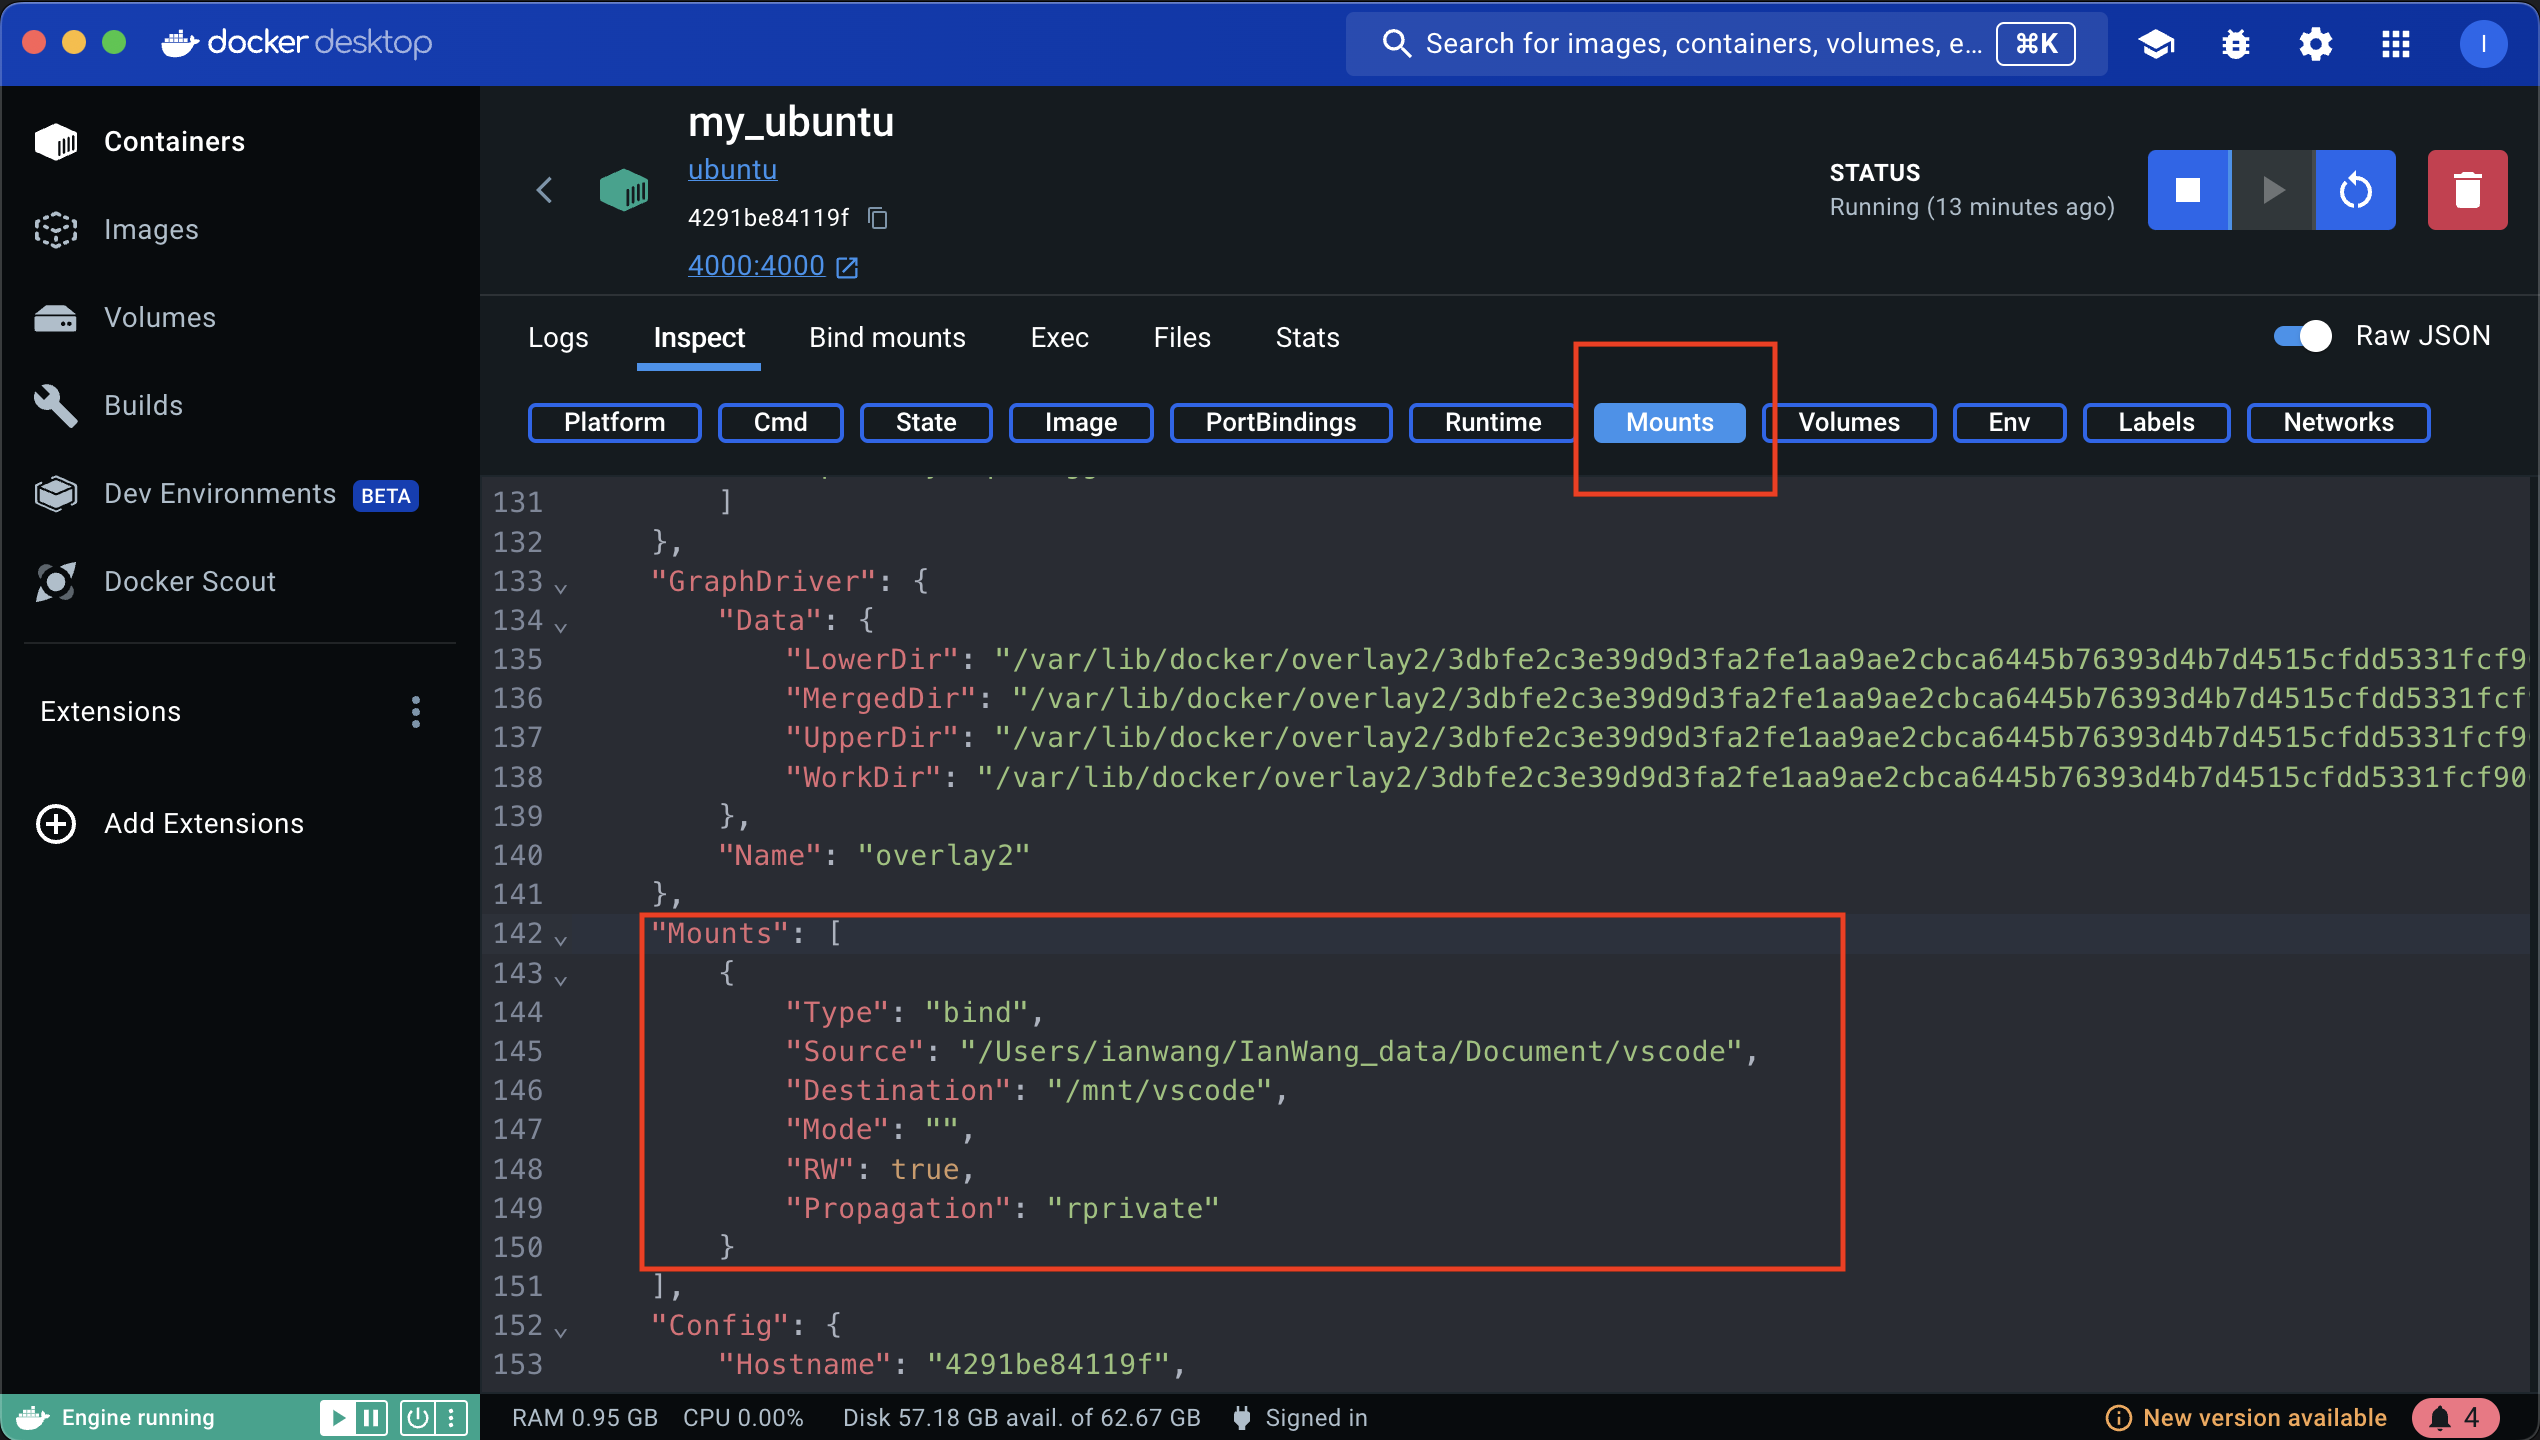 docker desktop
Search for images, containers, volumes, e... ⌘K
I
Containers
Images
Volumes
Builds
Dev Environments BETA
Docker Scout
Extensions
Add Extensions
my_ubuntu
ubuntu
4291be84119f
4000:4000
STATUS
Running (13 minutes ago)
Logs Inspect Bind mounts Exec Files Stats
Raw JSON
Platform Cmd State Image PortBindings Runtime Mounts Volumes Env Labels Networks
131 ]
132 },
133 "GraphDriver": {
134 "Data": {
135 "LowerDir": "/var/lib/docker/overlay2/3dbfe2c3e39d9d3fa2fe1aa9ae2cbca6445b76393d4b7d4515cfdd5331fcf9
136 "MergedDir": "/var/lib/docker/overlay2/3dbfe2c3e39d9d3fa2fe1aa9ae2cbca6445b76393d4b7d4515cfdd5331fcf
137 "UpperDir": "/var/lib/docker/overlay2/3dbfe2c3e39d9d3fa2fe1aa9ae2cbca6445b76393d4b7d4515cfdd5331fcf9
138 "WorkDir": "/var/lib/docker/overlay2/3dbfe2c3e39d9d3fa2fe1aa9ae2cbca6445b76393d4b7d4515cfdd5331fcf90
139 },
140 "Name": "overlay2"
141 },
142 "Mounts": [
143 {
144 "Type": "bind",
145 "Source": "/Users/ianwang/IanWang_data/Document/vscode",
146 "Destination": "/mnt/vscode",
147 "Mode": "",
148 "RW": true,
149 "Propagation": "rprivate"
150 }
151 ],
152 "Config": {
153 "Hostname": "4291be84119f",
Engine running
RAM 0.95 GB CPU 0.00% Disk 57.18 GB avail. of 62.67 GB Signed in
New version available 4